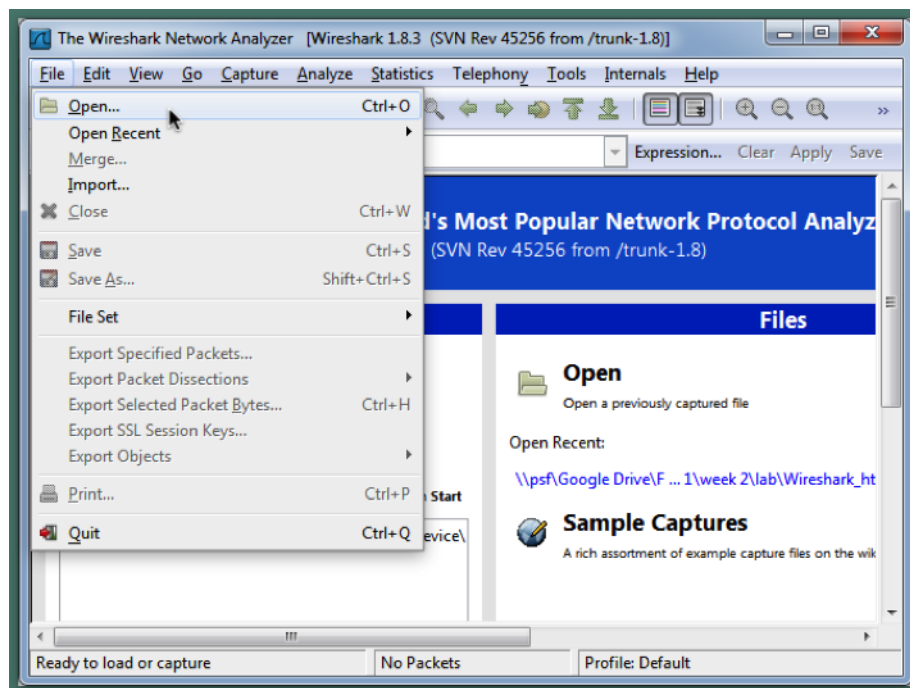 The Wireshark Network Analyzer [Wireshark 1.8.3 (SVN Rev 45256 from /trunk-1.8)]
File Edit View Go Capture Analyze Statistics Telephony Tools Internals Help
Open... Ctrl+O
Open Recent
Merge...
Import...
Close Ctrl+W
Save Ctrl+S
Save As... Shift+Ctrl+S
File Set
Export Specified Packets...
Export Packet Dissections
Export Selected Packet Bytes... Ctrl+H
Export SSL Session Keys...
Export Objects
Print... Ctrl+P
Quit Ctrl+Q
Expression... Clear Apply Save
's Most Popular Network Protocol Analyz
(SVN Rev 45256 from /trunk-1.8)
Start
evice\
Files
Open
Open a previously captured file
Open Recent:
\\psf\Google Drive\F ... 1\week 2\lab\Wireshark_ht
Sample Captures
A rich assortment of example capture files on the wik
Ready to load or capture No Packets Profile: Default